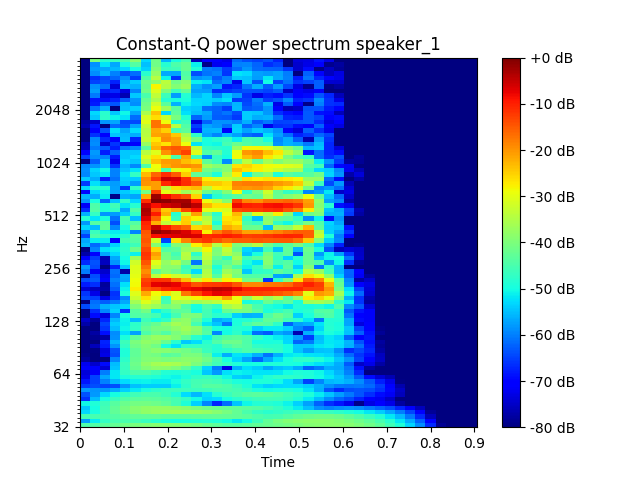 Constant-Q power spectrum speaker_1
Hz
2048
1024
512
256
128
64
32
0 0.1 0.2 0.3 0.4 0.5 0.6 0.7 0.8 0.9
Time
+0 dB
-10 dB
-20 dB
-30 dB
-40 dB
-50 dB
-60 dB
-70 dB
-80 dB